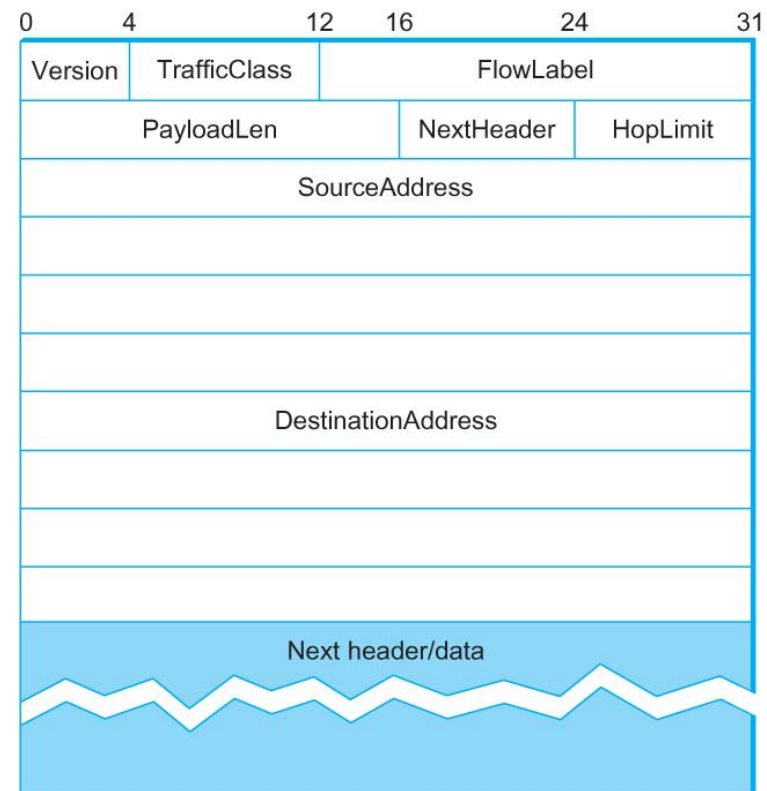 0 4 12 16 24 31
Version TrafficClass FlowLabel
PayloadLen NextHeader HopLimit
SourceAddress
DestinationAddress
Next header/data